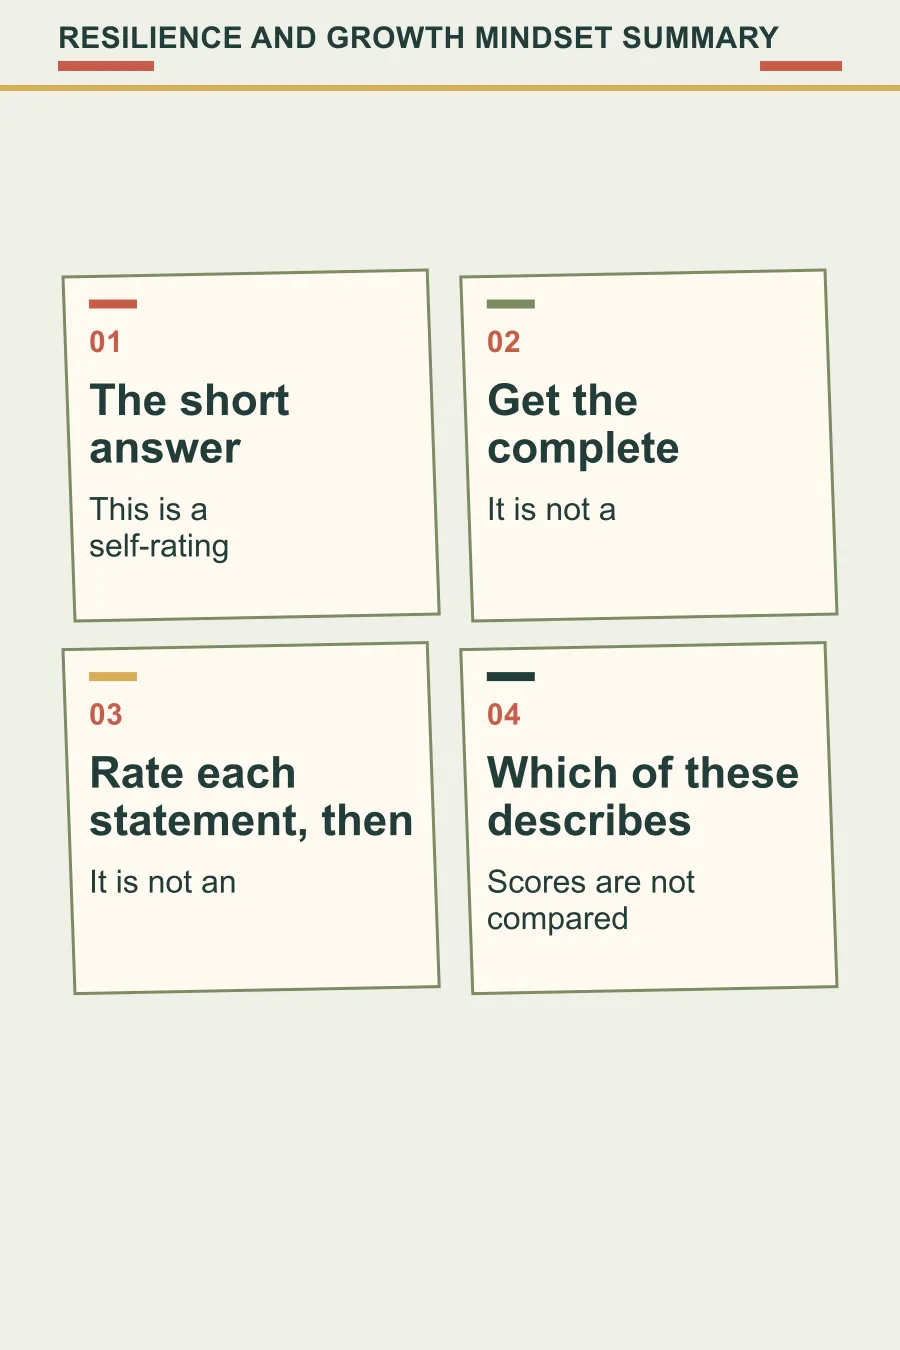 RESILIENCE AND GROWTH MINDSET SUMMARY
01
The short
answer
This is a
self-rating
02
Get the
complete
It is not a
03
Rate each
statement, then
It is not an
04
Which of these
describes
Scores are not
compared